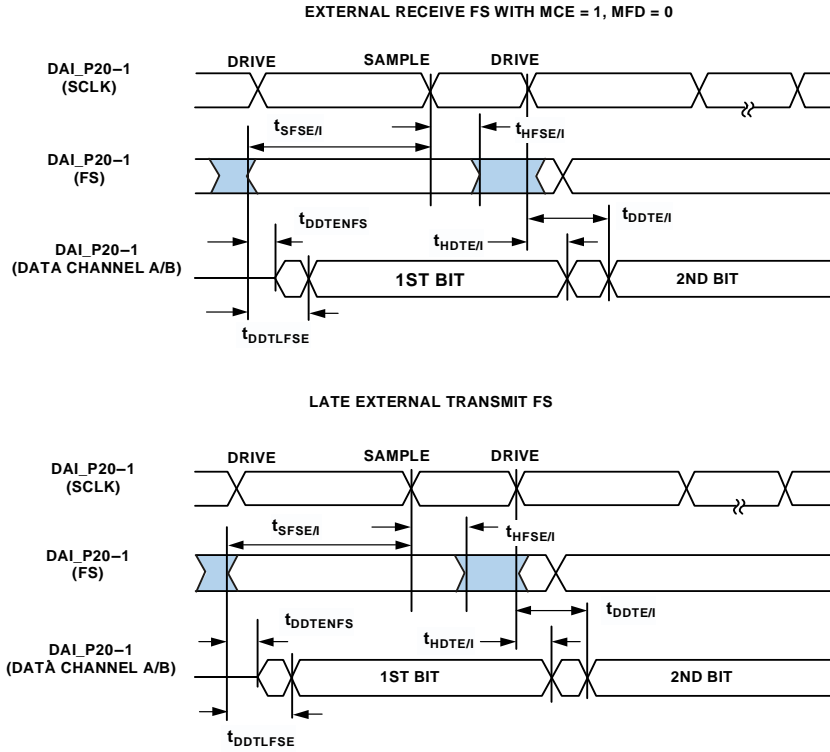 EXTERNAL RECEIVE FS WITH MCE = 1, MFD = 0
DAI_P20–1
(SCLK)
DRIVE
SAMPLE
DRIVE
tSFSE/I
tHFSE/I
DAI_P20–1
(FS)
tDDTENFS
tHDTE/I
tDDTE/I
DAI_P20–1
(DATA CHANNEL A/B)
1ST BIT
2ND BIT
tDDTLFSE
LATE EXTERNAL TRANSMIT FS
DAI_P20–1
(SCLK)
DRIVE
SAMPLE
DRIVE
tSFSE/I
tHFSE/I
DAI_P20–1
(FS)
tDDTENFS
tHDTE/I
tDDTE/I
DAI_P20–1
(DATA CHANNEL A/B)
1ST BIT
2ND BIT
tDDTLFSE